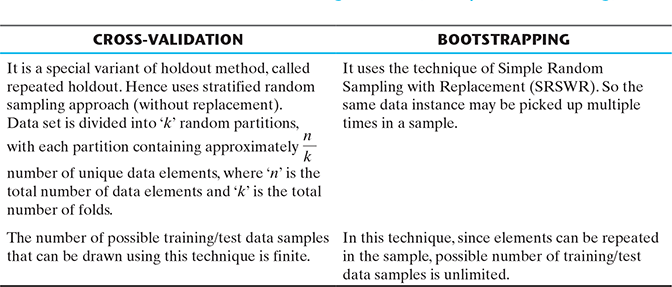 CROSS-VALIDATION
BOOTSTRAPPING
It is a special variant of holdout method, called
repeated holdout. Hence uses stratified random
sampling approach (without replacement).
Data set is divided into ‘k’ random partitions,
with each partition containing approximately n/k
number of unique data elements, where ‘n’ is the
total number of data elements and ‘k’ is the total
number of folds.
It uses the technique of Simple Random
Sampling with Replacement (SRSWR). So the
same data instance may be picked up multiple
times in a sample.
The number of possible training/test data samples
that can be drawn using this technique is finite.
In this technique, since elements can be repeated
in the sample, possible number of training/test
data samples is unlimited.